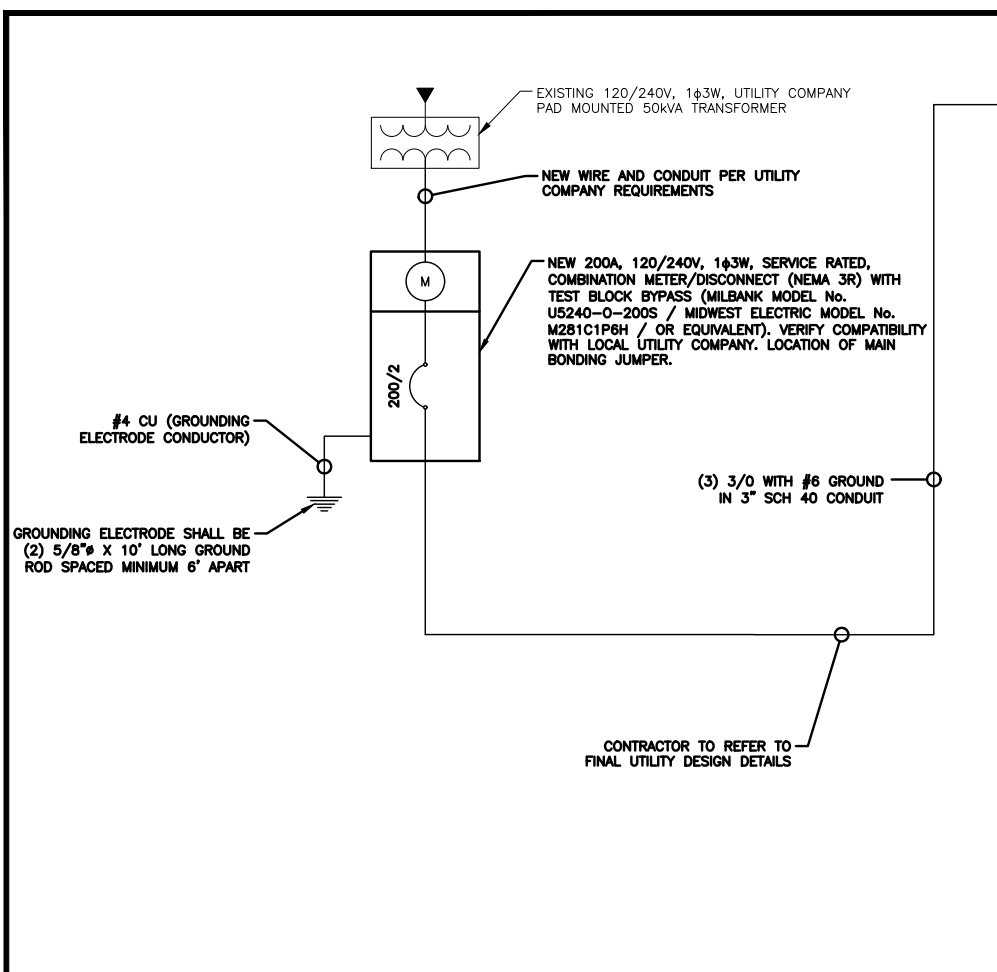 EXISTING 120/240V, 1ϕ3W, UTILITY COMPANY
PAD MOUNTED 50kVA TRANSFORMER
NEW WIRE AND CONDUIT PER UTILITY
COMPANY REQUIREMENTS
M
NEW 200A, 120/240V, 1ϕ3W, SERVICE RATED,
COMBINATION METER/DISCONNECT (NEMA 3R) WITH
TEST BLOCK BYPASS (MILBANK MODEL No.
U5240-O-200S / MIDWEST ELECTRIC MODEL No.
M281C1P6H / OR EQUIVALENT). VERIFY COMPATIBILITY
WITH LOCAL UTILITY COMPANY. LOCATION OF MAIN
BONDING JUMPER.
200/2
#4 CU (GROUNDING
ELECTRODE CONDUCTOR)
(3) 3/0 WITH #6 GROUND
IN 3" SCH 40 CONDUIT
GROUNDING ELECTRODE SHALL BE
(2) 5/8"ø X 10' LONG GROUND
ROD SPACED MINIMUM 6' APART
CONTRACTOR TO REFER TO
FINAL UTILITY DESIGN DETAILS